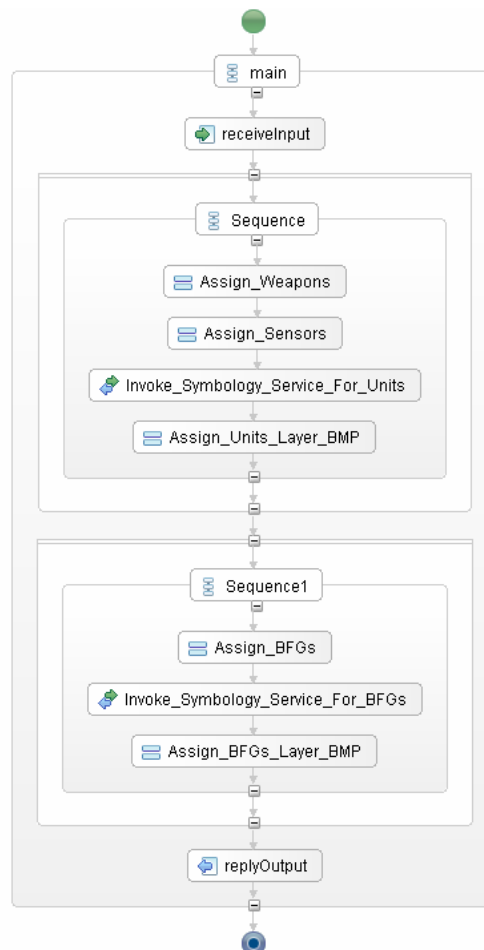 main
receiveInput
Sequence
Assign_Weapons
Assign_Sensors
Invoke_Symbology_Service_For_Units
Assign_Units_Layer_BMP
Sequence1
Assign_BFGs
Invoke_Symbology_Service_For_BFGs
Assign_BFGs_Layer_BMP
replyOutput